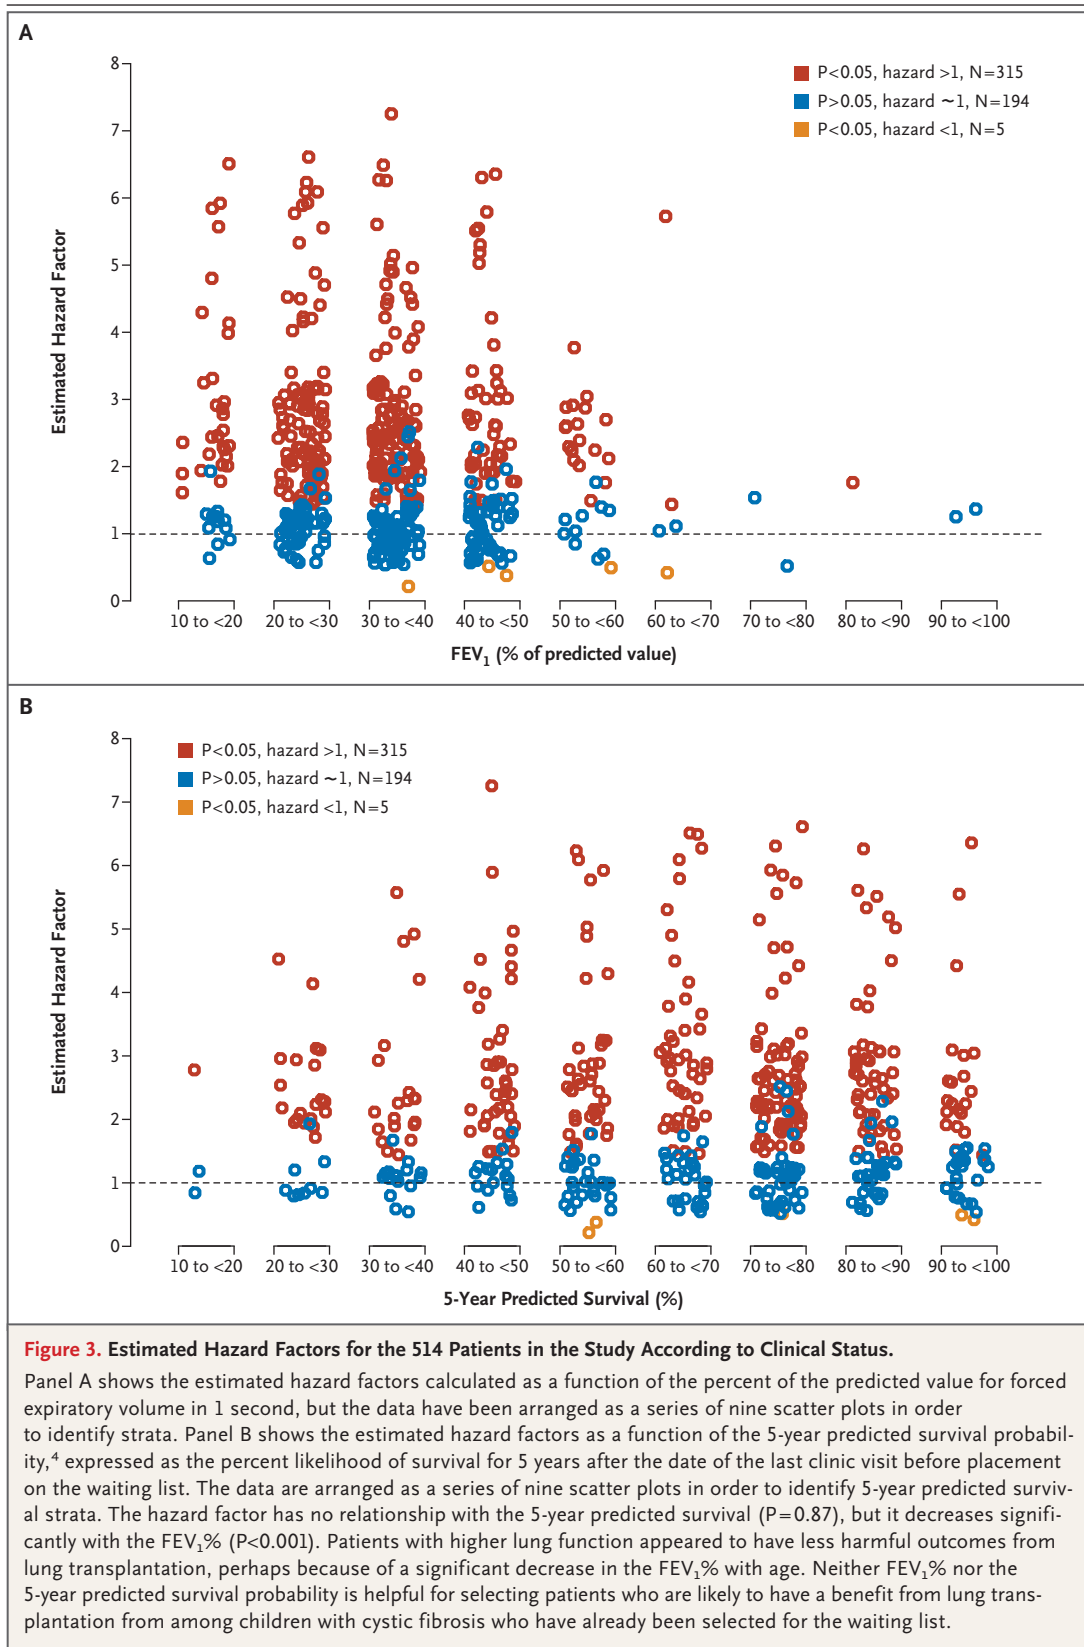 A
8
7
6
5
4
3
2
1
0
Estimated Hazard Factor
P<0.05, hazard >1, N=315
P>0.05, hazard ~1, N=194
P<0.05, hazard <1, N=5
10 to <20 20 to <30 30 to <40 40 to <50 50 to <60 60 to <70 70 to <80 80 to <90 90 to <100
FEV1 (% of predicted value)
B
8
7
6
5
4
3
2
1
0
Estimated Hazard Factor
P<0.05, hazard >1, N=315
P>0.05, hazard ~1, N=194
P<0.05, hazard <1, N=5
10 to <20 20 to <30 30 to <40 40 to <50 50 to <60 60 to <70 70 to <80 80 to <90 90 to <100
5-Year Predicted Survival (%)
Figure 3. Estimated Hazard Factors for the 514 Patients in the Study According to Clinical Status.
Panel A shows the estimated hazard factors calculated as a function of the percent of the predicted value for forced
expiratory volume in 1 second, but the data have been arranged as a series of nine scatter plots in order
to identify strata. Panel B shows the estimated hazard factors as a function of the 5-year predicted survival probabil-
ity,4 expressed as the percent likelihood of survival for 5 years after the date of the last clinic visit before placement
on the waiting list. The data are arranged as a series of nine scatter plots in order to identify 5-year predicted surviv-
al strata. The hazard factor has no relationship with the 5-year predicted survival (P=0.87), but it decreases signifi-
cantly with the FEV1% (P<0.001). Patients with higher lung function appeared to have less harmful outcomes from
lung transplantation, perhaps because of a significant decrease in the FEV1% with age. Neither FEV1% nor the
5-year predicted survival probability is helpful for selecting patients who are likely to have a benefit from lung trans-
plantation from among children with cystic fibrosis who have already been selected for the waiting list.